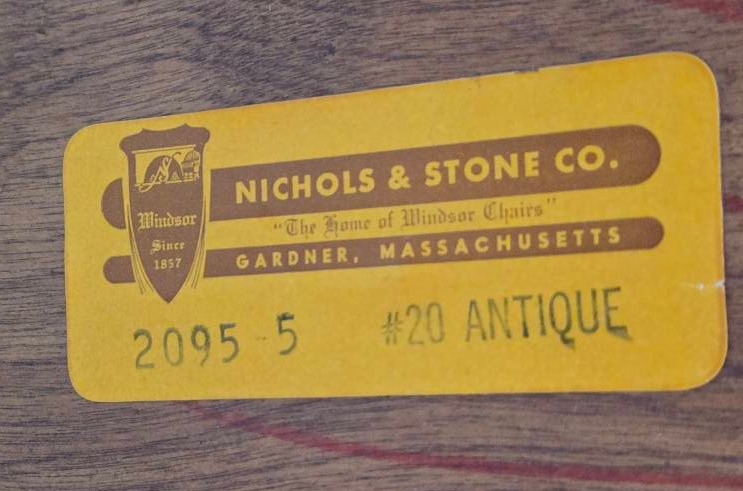 Windsor
Since
1857
NICHOLS & STONE CO.
"The Home of Windsor Chairs"
GARDNER, MASSACHUSETTS
2095 5 #20 ANTIQUE